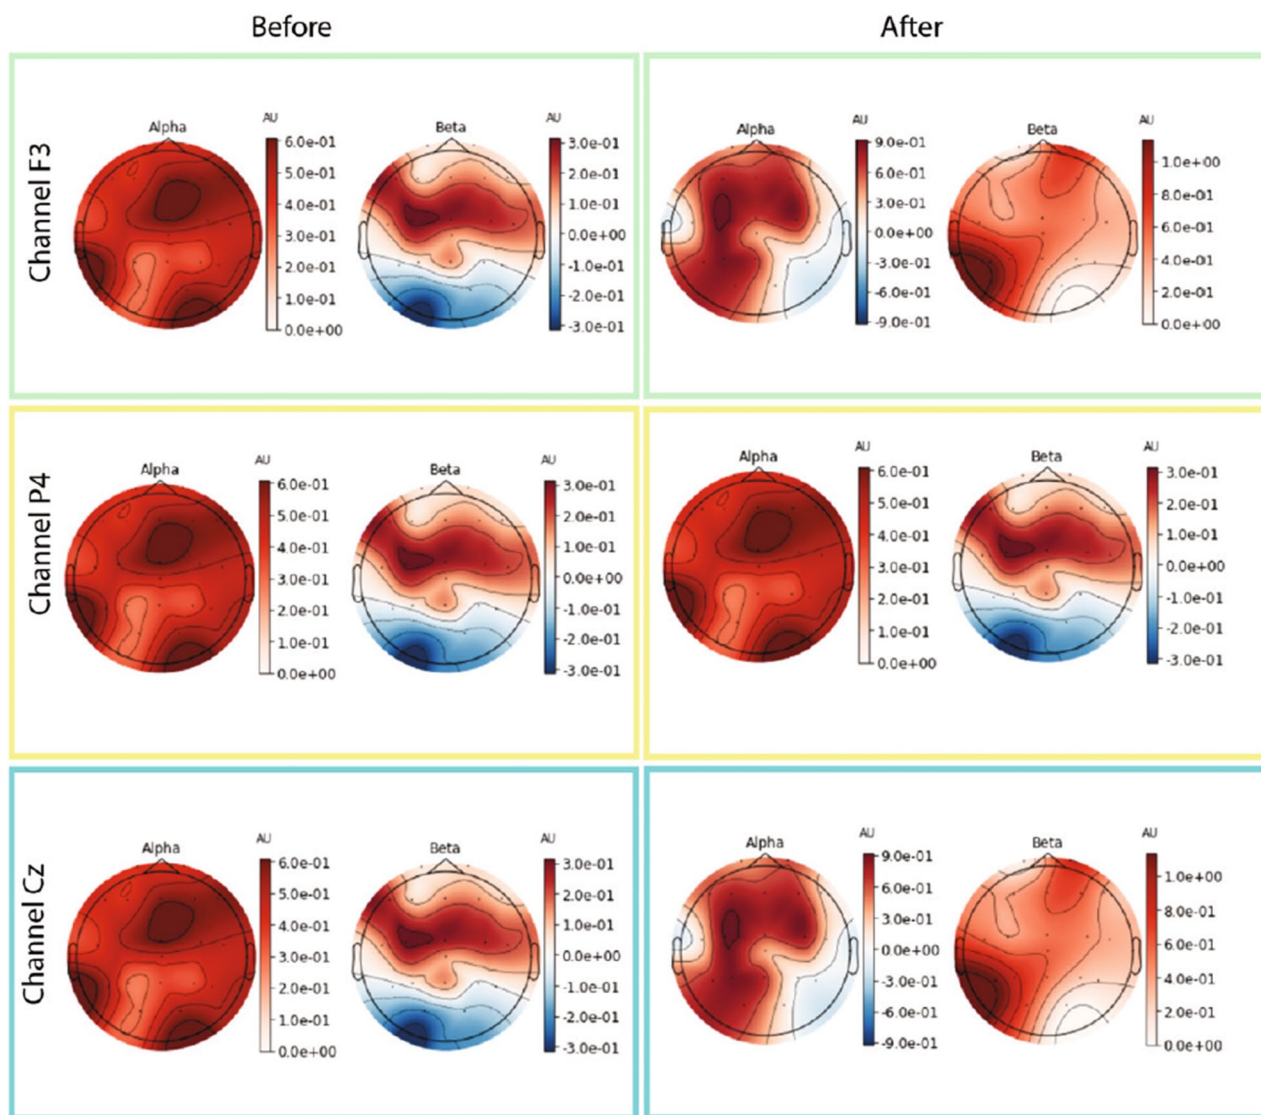 Before
After
Channel F3
Alpha
AU
6.0e-01
5.0e-01
4.0e-01
3.0e-01
2.0e-01
1.0e-01
0.0e+00
Beta
AU
3.0e-01
2.0e-01
1.0e-01
0.0e+00
-1.0e-01
-2.0e-01
-3.0e-01
Alpha
AU
9.0e-01
6.0e-01
3.0e-01
0.0e+00
-3.0e-01
-6.0e-01
-9.0e-01
Beta
AU
1.0e+00
8.0e-01
6.0e-01
4.0e-01
2.0e-01
0.0e+00
Channel P4
Alpha
AU
6.0e-01
5.0e-01
4.0e-01
3.0e-01
2.0e-01
1.0e-01
0.0e+00
Beta
AU
3.0e-01
2.0e-01
1.0e-01
0.0e+00
-1.0e-01
-2.0e-01
-3.0e-01
Alpha
AU
6.0e-01
5.0e-01
4.0e-01
3.0e-01
2.0e-01
1.0e-01
0.0e+00
Beta
AU
3.0e-01
2.0e-01
1.0e-01
0.0e+00
-1.0e-01
-2.0e-01
-3.0e-01
Channel Cz
Alpha
AU
6.0e-01
5.0e-01
4.0e-01
3.0e-01
2.0e-01
1.0e-01
0.0e+00
Beta
AU
3.0e-01
2.0e-01
1.0e-01
0.0e+00
-1.0e-01
-2.0e-01
-3.0e-01
Alpha
AU
9.0e-01
6.0e-01
3.0e-01
0.0e+00
-3.0e-01
-6.0e-01
-9.0e-01
Beta
AU
1.0e+00
8.0e-01
6.0e-01
4.0e-01
2.0e-01
0.0e+00